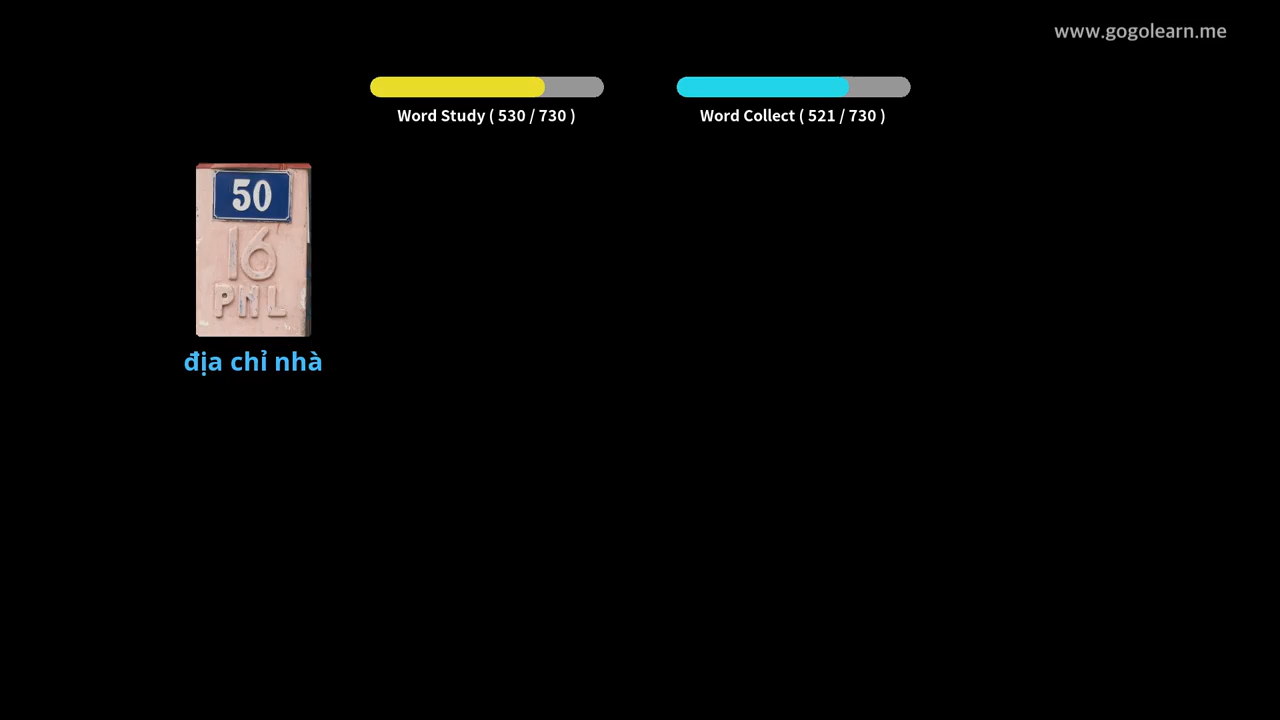 www.gogolearn.me
Word Study ( 530 / 730 )
Word Collect ( 521 / 730 )
50
16
PNL
địa chỉ nhà